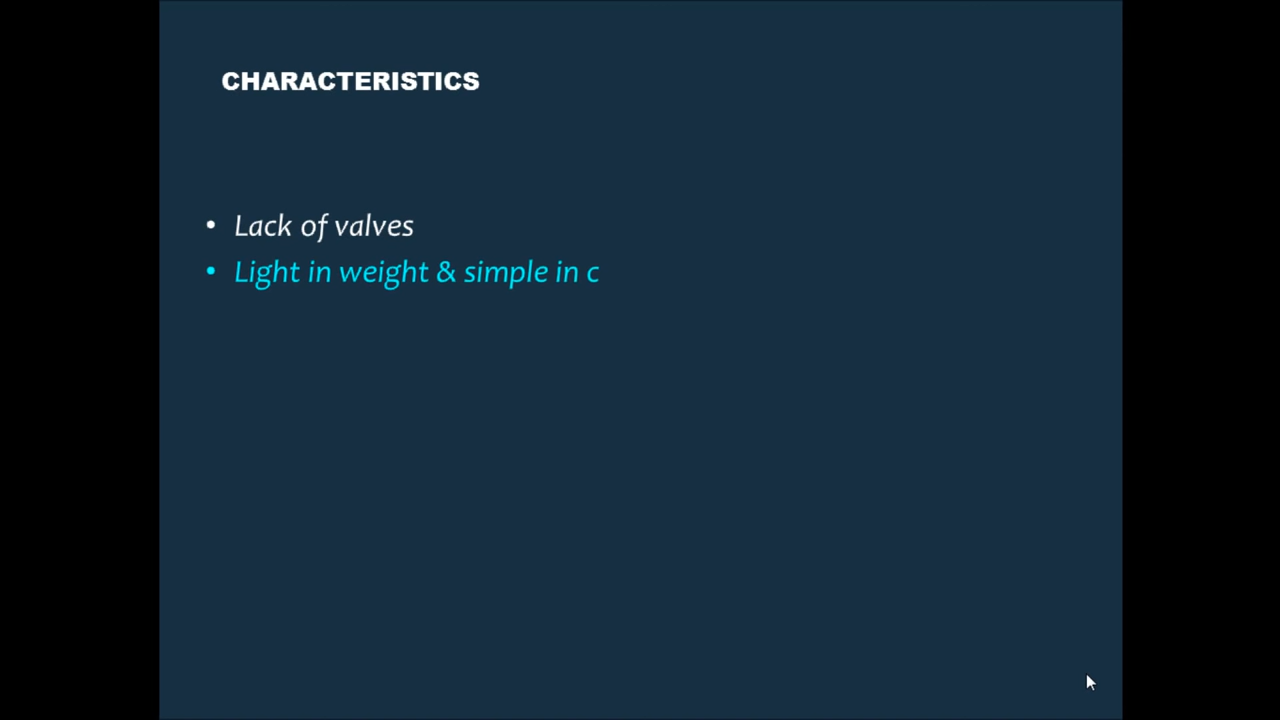 CHARACTERISTICS
• Lack of valves
• Light in weight & simple in c